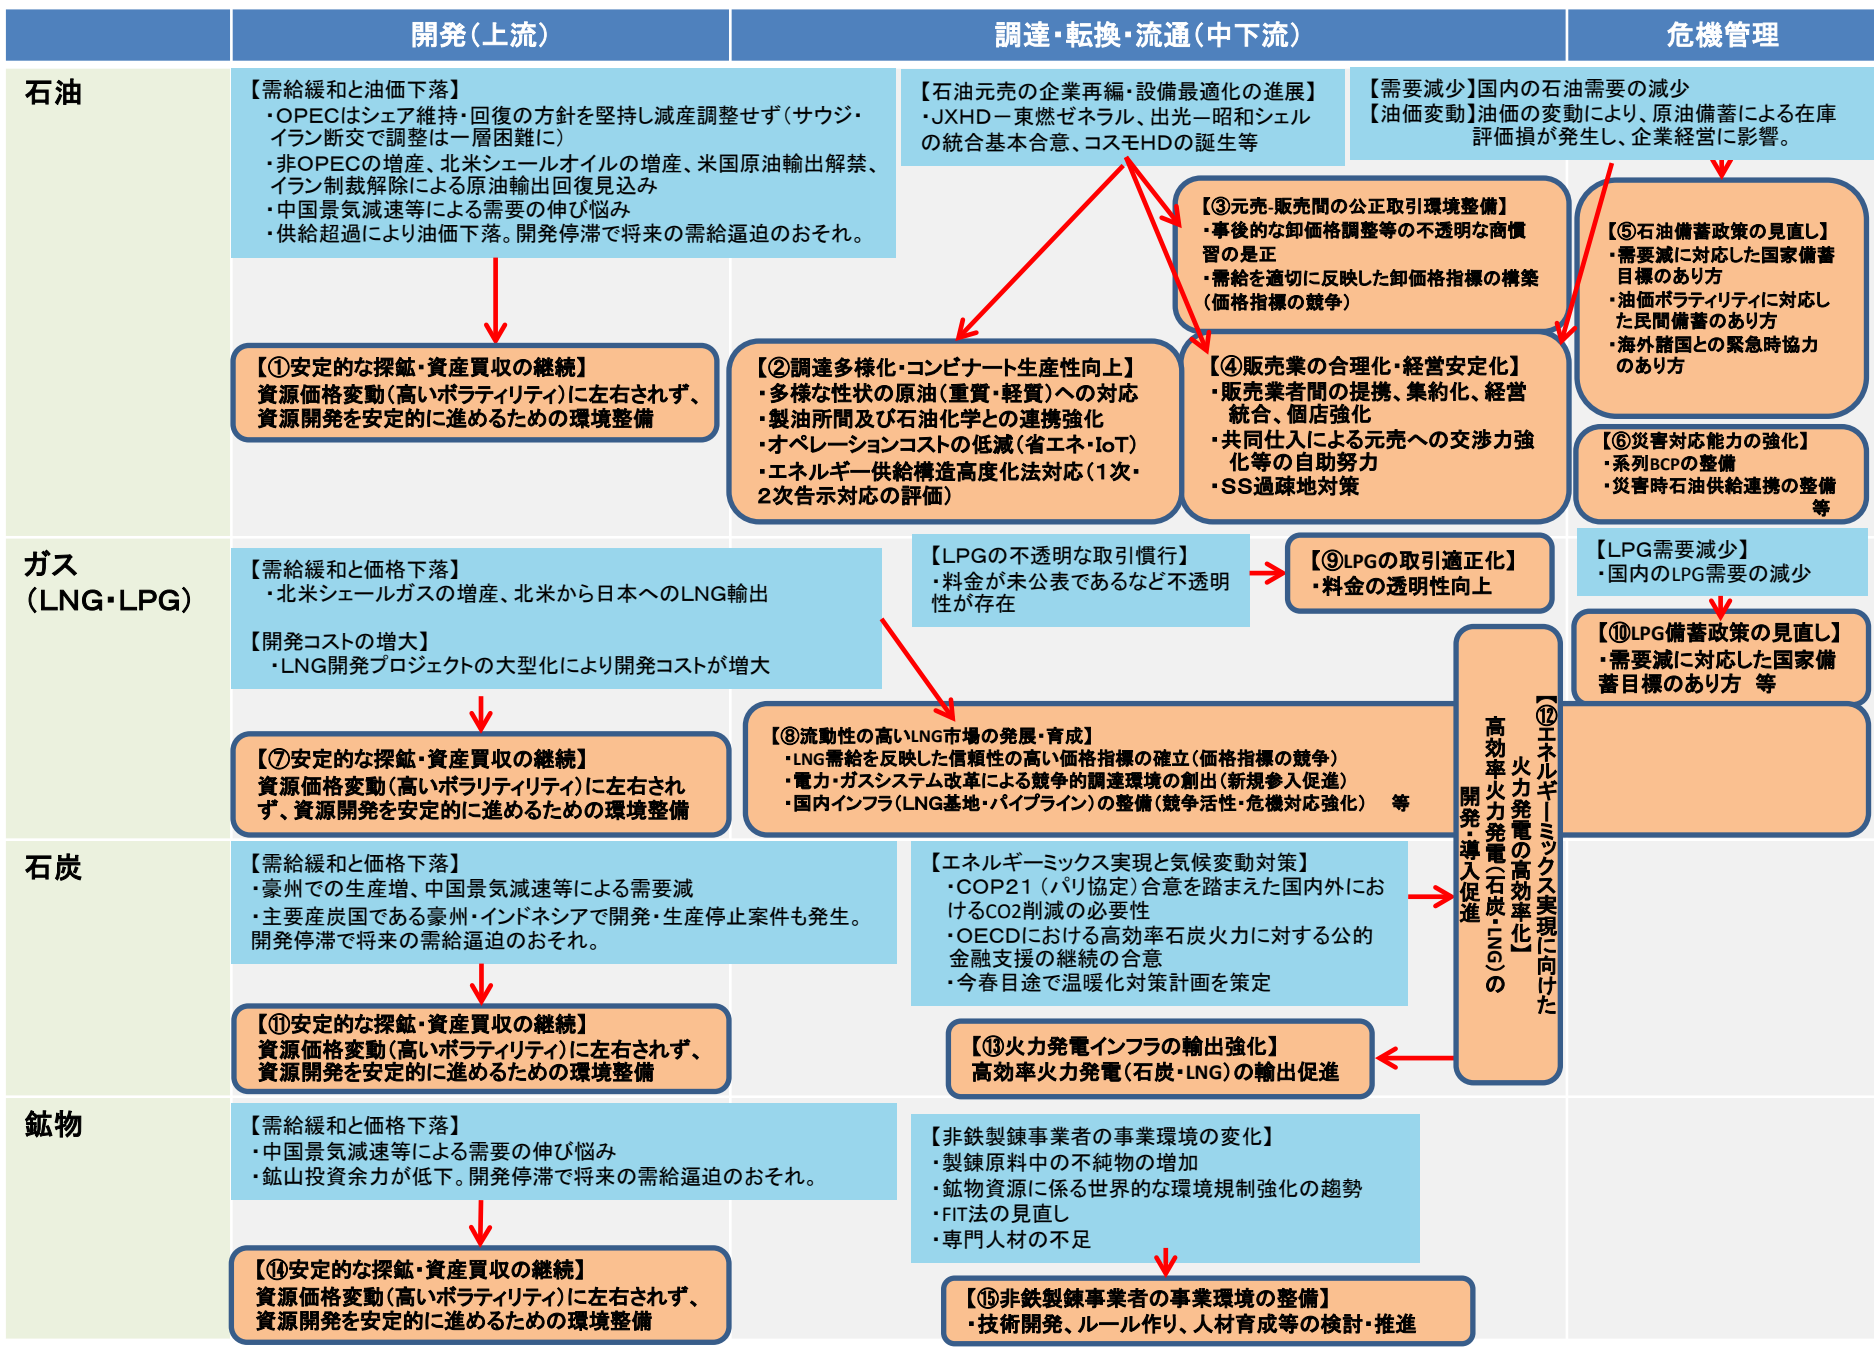 開発（上流）
調達・転換・流通（中下流）
危機管理
石油
【需給緩和と油価下落】
・OPECはシェア維持・回復の方針を堅持し減産調整せず（サウジ・
イラン断交で調整は一層困難に）
・非OPECの増産、北米シェールオイルの増産、米国原油輸出解禁、
イラン制裁解除による原油輸出回復見込み
・中国景気減速等による需要の伸び悩み
・供給超過により油価下落。開発停滞で将来の需給逼迫のおそれ。
【①安定的な探鉱・資産買収の継続】
資源価格変動（高いボラティリティ）に左右されず、
資源開発を安定的に進めるための環境整備
【石油元売の企業再編・設備最適化の進展】
・JXHD－東燃ゼネラル、出光―昭和シェル
の統合基本合意、コスモHDの誕生等
【②調達多様化・コンビナート生産性向上】
・多様な性状の原油（重質・軽質）への対応
・製油所間及び石油化学との連携強化
・オペレーションコストの低減（省エネ・IoT）
・エネルギー供給構造高度化法対応（１次・
２次告示対応の評価）
【③元売-販売間の公正取引環境整備】
・事後的な卸価格調整等の不透明な商慣
習の是正
・需給を適切に反映した卸価格指標の構築
（価格指標の競争）
【④販売業の合理化・経営安定化】
・販売業者間の提携、集約化、経営
統合、個店強化
・共同仕入による元売への交渉力強
化等の自助努力
・SS過疎地対策
【需要減少】国内の石油需要の減少
【油価変動】油価の変動により、原油備蓄による在庫
評価損が発生し、企業経営に影響。
【⑤石油備蓄政策の見直し】
・需要減に対応した国家備蓄
目標のあり方
・油価ボラティリティに対応し
た民間備蓄のあり方
・海外諸国との緊急時協力
のあり方
【⑥災害対応能力の強化】
・系列BCPの整備
・災害時石油供給連携の整備
等
ガス
（LNG・LPG）
【需給緩和と価格下落】
・北米シェールガスの増産、北米から日本へのLNG輸出
【開発コストの増大】
・LNG開発プロジェクトの大型化により開発コストが増大
【⑦安定的な探鉱・資産買収の継続】
資源価格変動（高いボラリティリティ）に左右され
ず、資源開発を安定的に進めるための環境整備
【LPGの不透明な取引慣行】
・料金が未公表であるなど不透明
性が存在
【⑨LPGの取引適正化】
・料金の透明性向上
【LPG需要減少】
・国内のLPG需要の減少
【⑩LPG備蓄政策の見直し】
・需要減に対応した国家備
蓄目標のあり方　等
【⑧流動性の高いLNG市場の発展・育成】
・LNG需給を反映した信頼性の高い価格指標の確立（価格指標の競争）
・電力・ガスシステム改革による競争的調達環境の創出（新規参入促進）
・国内インフラ（LNG基地・パイプライン）の整備（競争活性・危機対応強化）　等
【⑫エネルギーミックス実現に向けた
火力発電の高効率化】
高効率火力発電（石炭・LNG）の
開発・導入促進
石炭
【需給緩和と価格下落】
・豪州での生産増、中国景気減速等による需要減
・主要産炭国である豪州・インドネシアで開発・生産停止案件も発生。
開発停滞で将来の需給逼迫のおそれ。
【⑪安定的な探鉱・資産買収の継続】
資源価格変動（高いボラティリティ）に左右されず、
資源開発を安定的に進めるための環境整備
【エネルギーミックス実現と気候変動対策】
・COP21（パリ協定）合意を踏まえた国内外にお
けるCO2削減の必要性
・OECDにおける高効率石炭火力に対する公的
金融支援の継続の合意
・今春目途で温暖化対策計画を策定
【⑬火力発電インフラの輸出強化】
高効率火力発電（石炭・LNG）の輸出促進
鉱物
【需給緩和と価格下落】
・中国景気減速等による需要の伸び悩み
・鉱山投資余力が低下。開発停滞で将来の需給逼迫のおそれ。
【⑭安定的な探鉱・資産買収の継続】
資源価格変動（高いボラティリティ）に左右されず、
資源開発を安定的に進めるための環境整備
【非鉄製錬事業者の事業環境の変化】
・製錬原料中の不純物の増加
・鉱物資源に係る世界的な環境規制強化の趨勢
・FIT法の見直し
・専門人材の不足
【⑮非鉄製錬事業者の事業環境の整備】
・技術開発、ルール作り、人材育成等の検討・推進